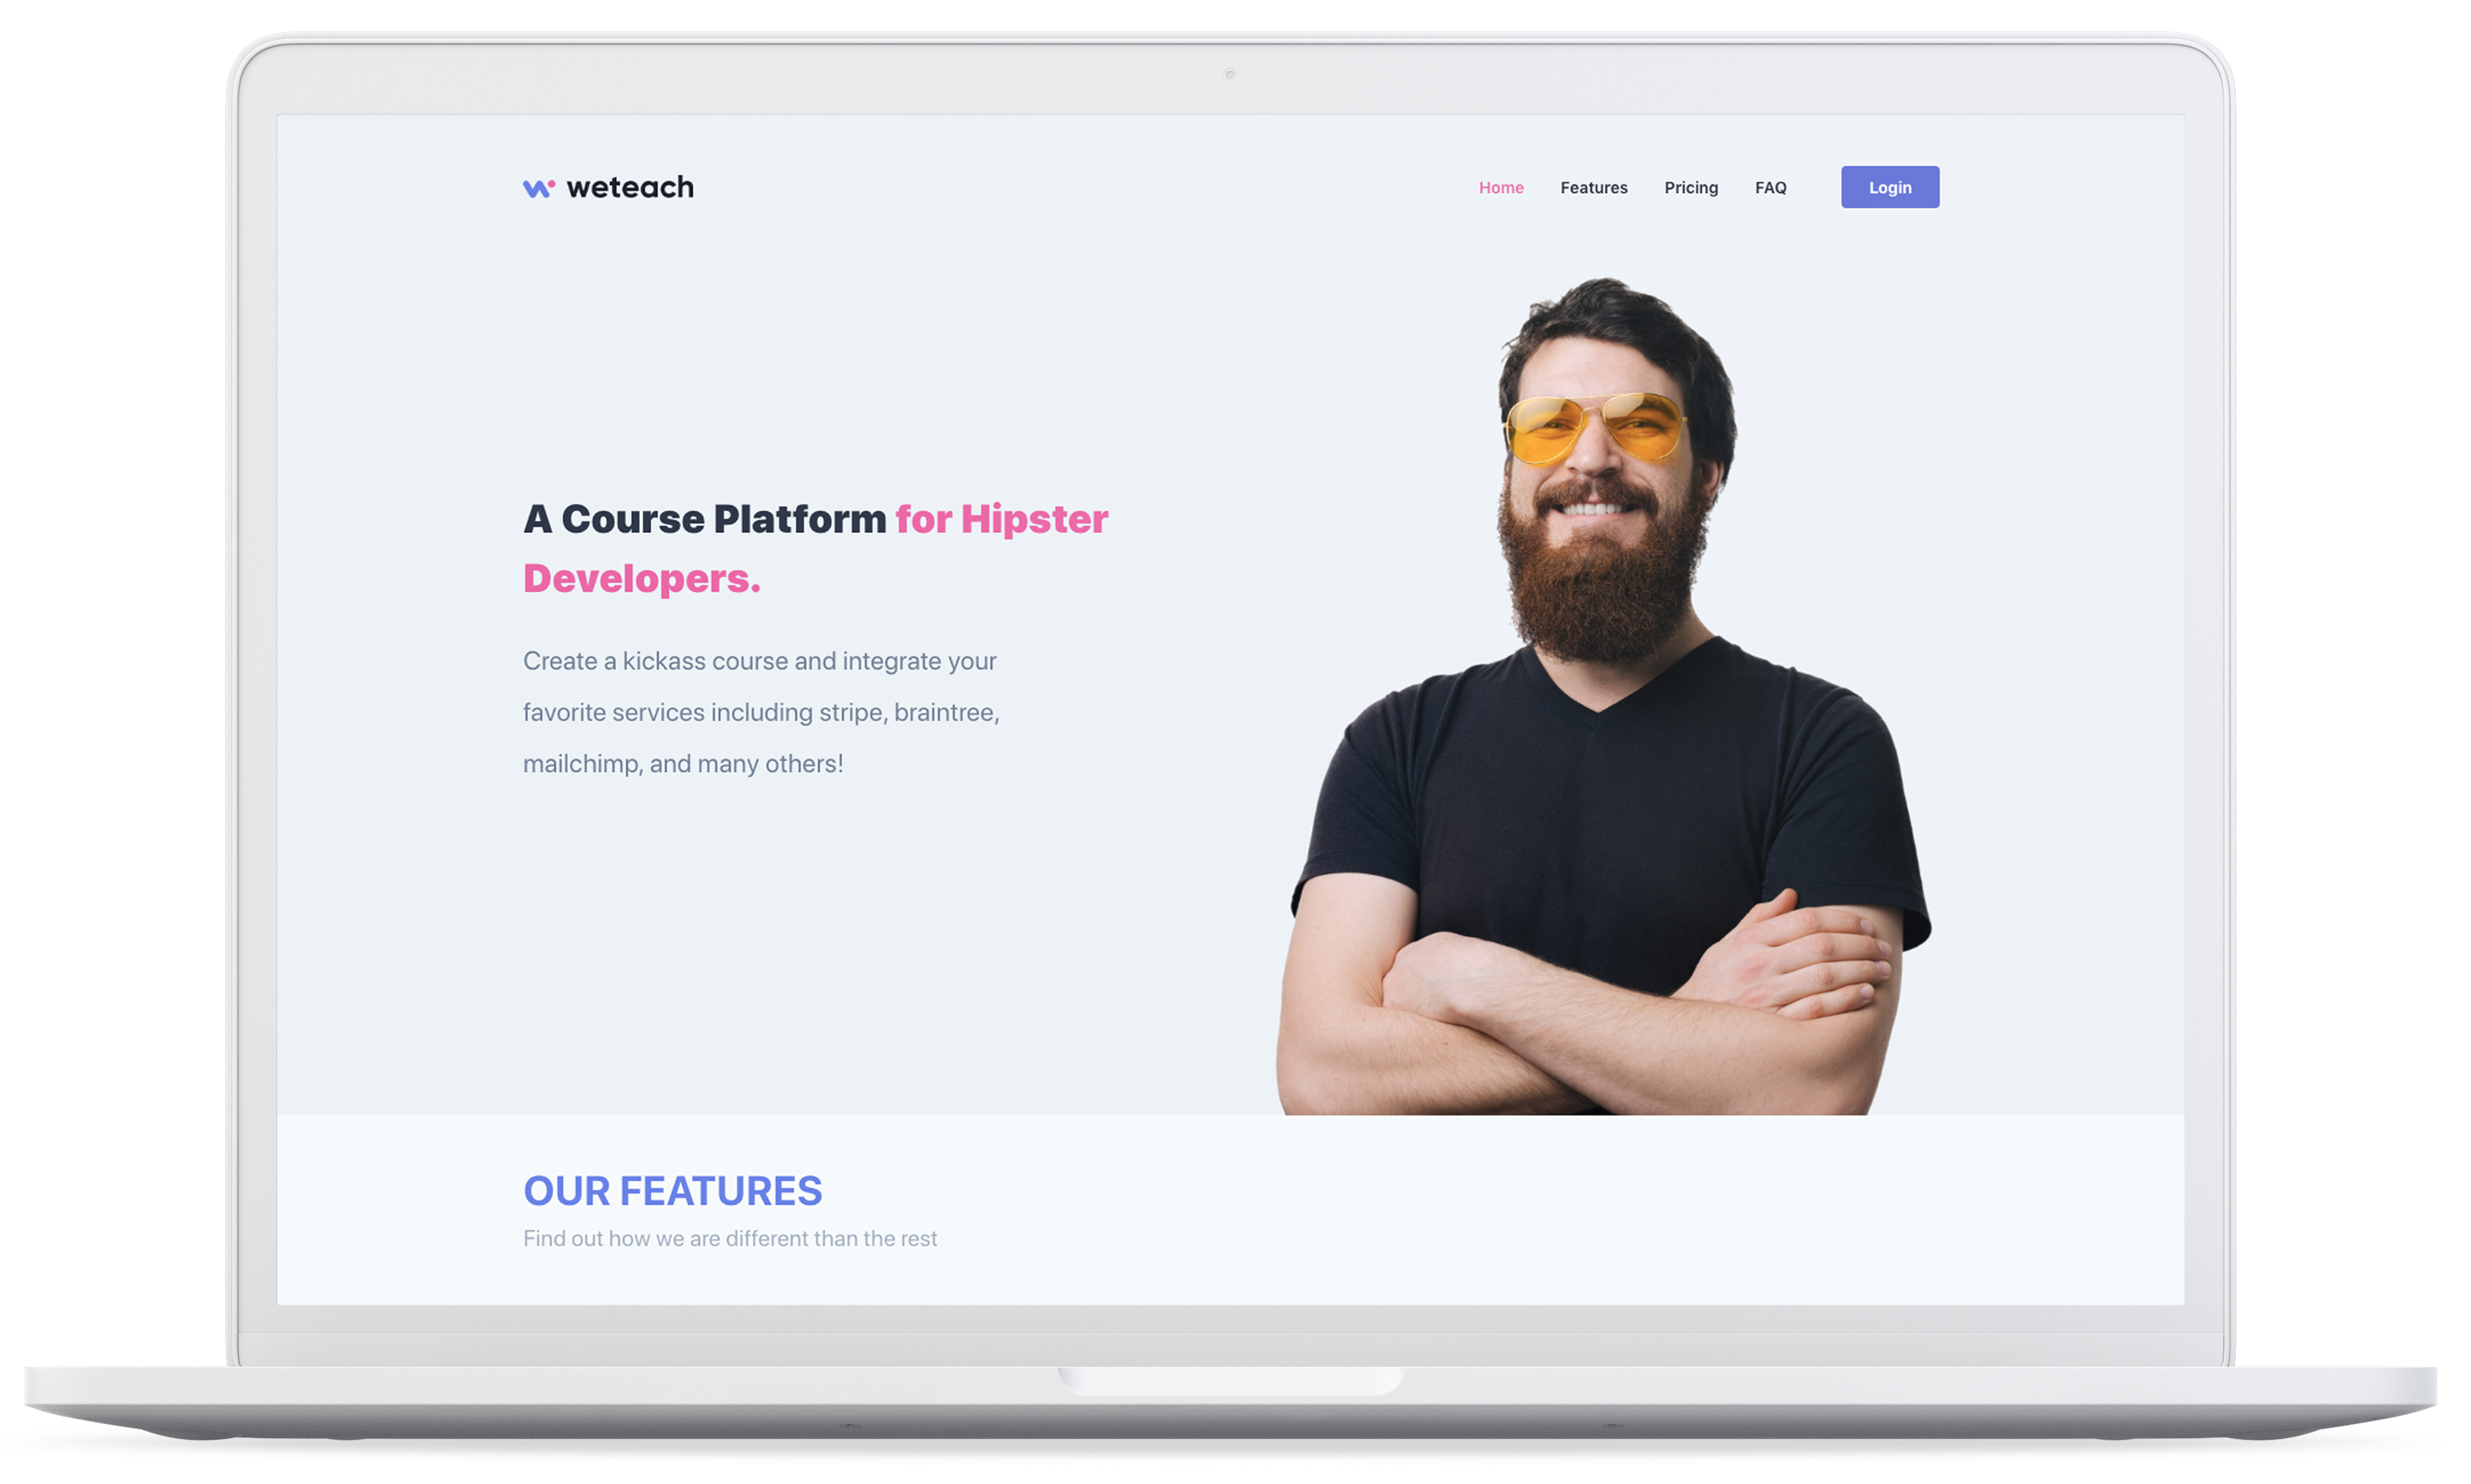 weteach
Home Features Pricing FAQ Login
A Course Platform for Hipster
Developers.
Create a kickass course and integrate your
favorite services including stripe, braintree,
mailchimp, and many others!
OUR FEATURES
Find out how we are different than the rest